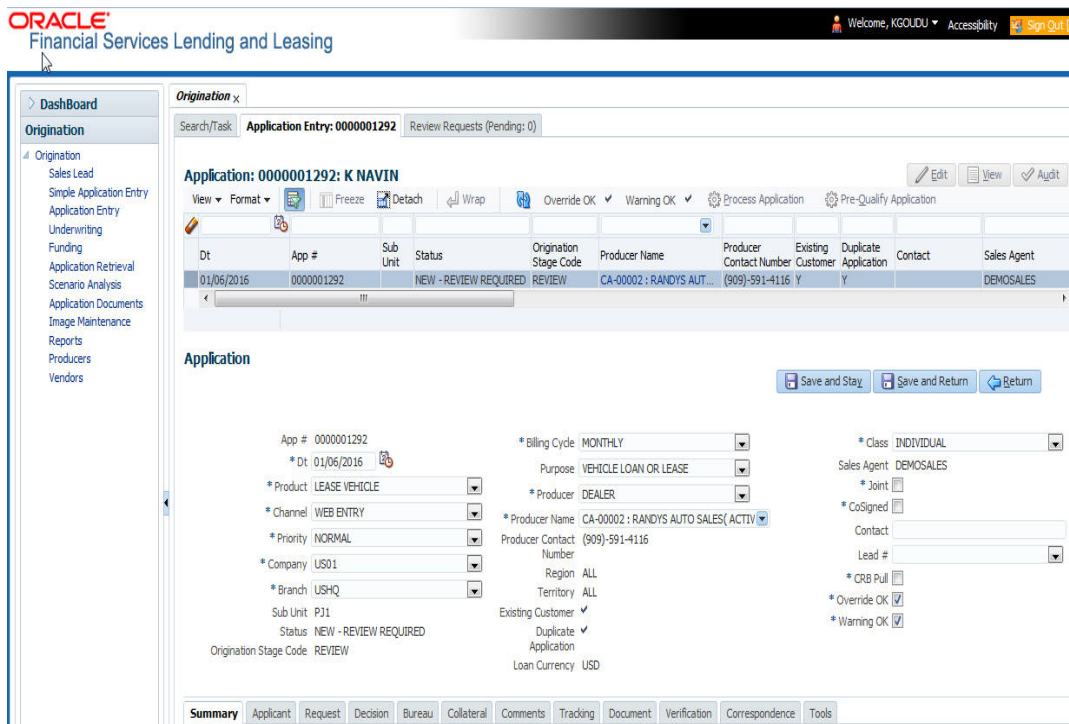 ORACLE
Financial Services Lending and Leasing
Welcome, KGOUDU Accessibility Sign Out
DashBoard
Origination
Origination
Sales Lead
Simple Application Entry
Application Entry
Underwriting
Funding
Application Retrieval
Scenario Analysis
Application Documents
Image Maintenance
Reports
Producers
Vendors
Origination x
Search/Task Application Entry: 0000001292 Review Requests (Pending: 0)
Application: 0000001292: K NAVIN
Edit View Audit
View Format Freeze Detach Wrap Override OK Warning OK Process Application Pre-Qualify Application
Dt App # Sub Unit Status Origination Stage Code Producer Name Producer Contact Number Existing Customer Duplicate Application Contact Sales Agent
01/06/2016 0000001292 NEW - REVIEW REQUIRED REVIEW CA-00002 : RANDYS AUT... (909)-591-4116 Y Y DEMOSALES
Application
Save and Stay Save and Return Return
App # 0000001292
* Dt 01/06/2016
* Product LEASE VEHICLE
* Channel WEB ENTRY
* Priority NORMAL
* Company US01
* Branch USHQ
Sub Unit PJ1
Status NEW - REVIEW REQUIRED
Origination Stage Code REVIEW
* Billing Cycle MONTHLY
Purpose VEHICLE LOAN OR LEASE
* Producer DEALER
* Producer Name CA-00002 : RANDYS AUTO SALES( ACTIV
Producer Contact Number (909)-591-4116
Region ALL
Territory ALL
Existing Customer
Duplicate Application
Loan Currency USD
* Class INDIVIDUAL
Sales Agent DEMOSALES
* Joint
* CoSigned
Contact
Lead #
* CRB Pull
* Override OK
* Warning OK
Summary Applicant Request Decision Bureau Collateral Comments Tracking Document Verification Correspondence Tools